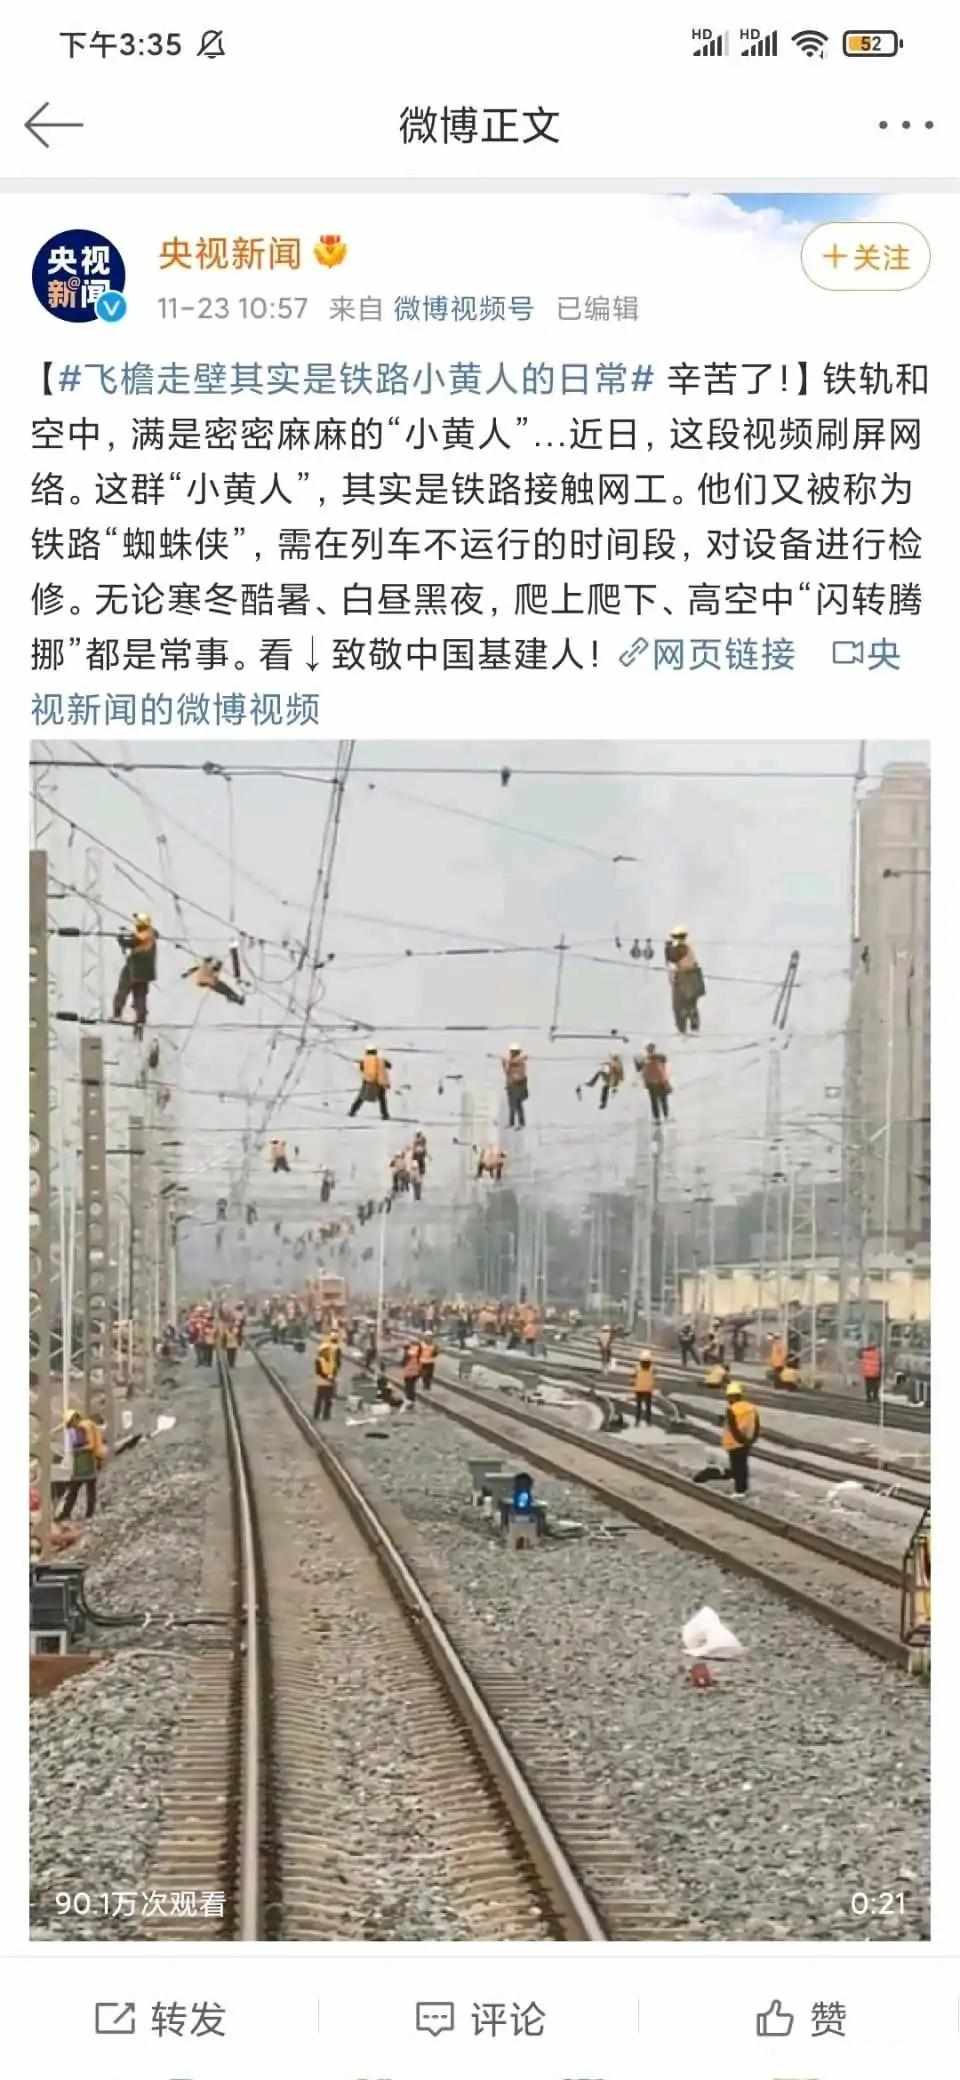 下午3:35
HD HD 52
微博正文
央视
新@闻
央视新闻
+关注
11-23 10:57 来自 微博视频号 已编辑
【#飞檐走壁其实是铁路小黄人的日常# 辛苦了！】铁轨和
空中，满是密密麻麻的“小黄人”…近日，这段视频刷屏网
络。这群“小黄人”，其实是铁路接触网工。他们又被称为
铁路“蜘蛛侠”，需在列车不运行的时间段，对设备进行检
修。无论寒冬酷暑、白昼黑夜，爬上爬下、高空中“闪转腾
挪”都是常事。看↓致敬中国基建人！网页链接 央
视新闻的微博视频
90.1万次观看 0:21
转发 评论 赞